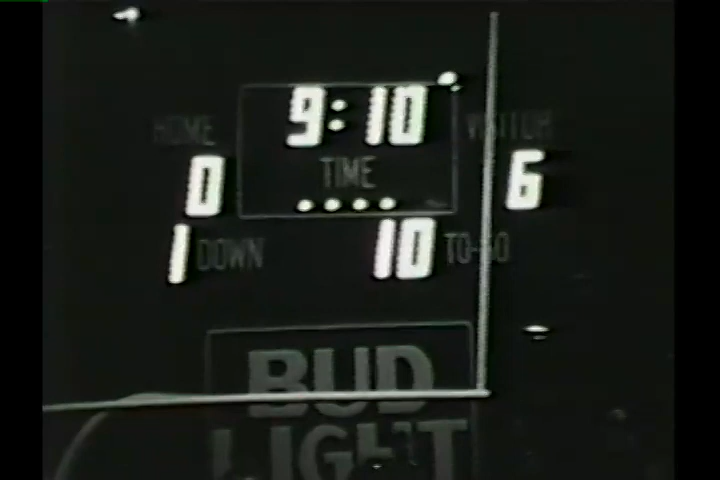 9:10
HOME VISITOR
TIME
0 6
1 DOWN 10 TO-GO
BUD
LIGHT